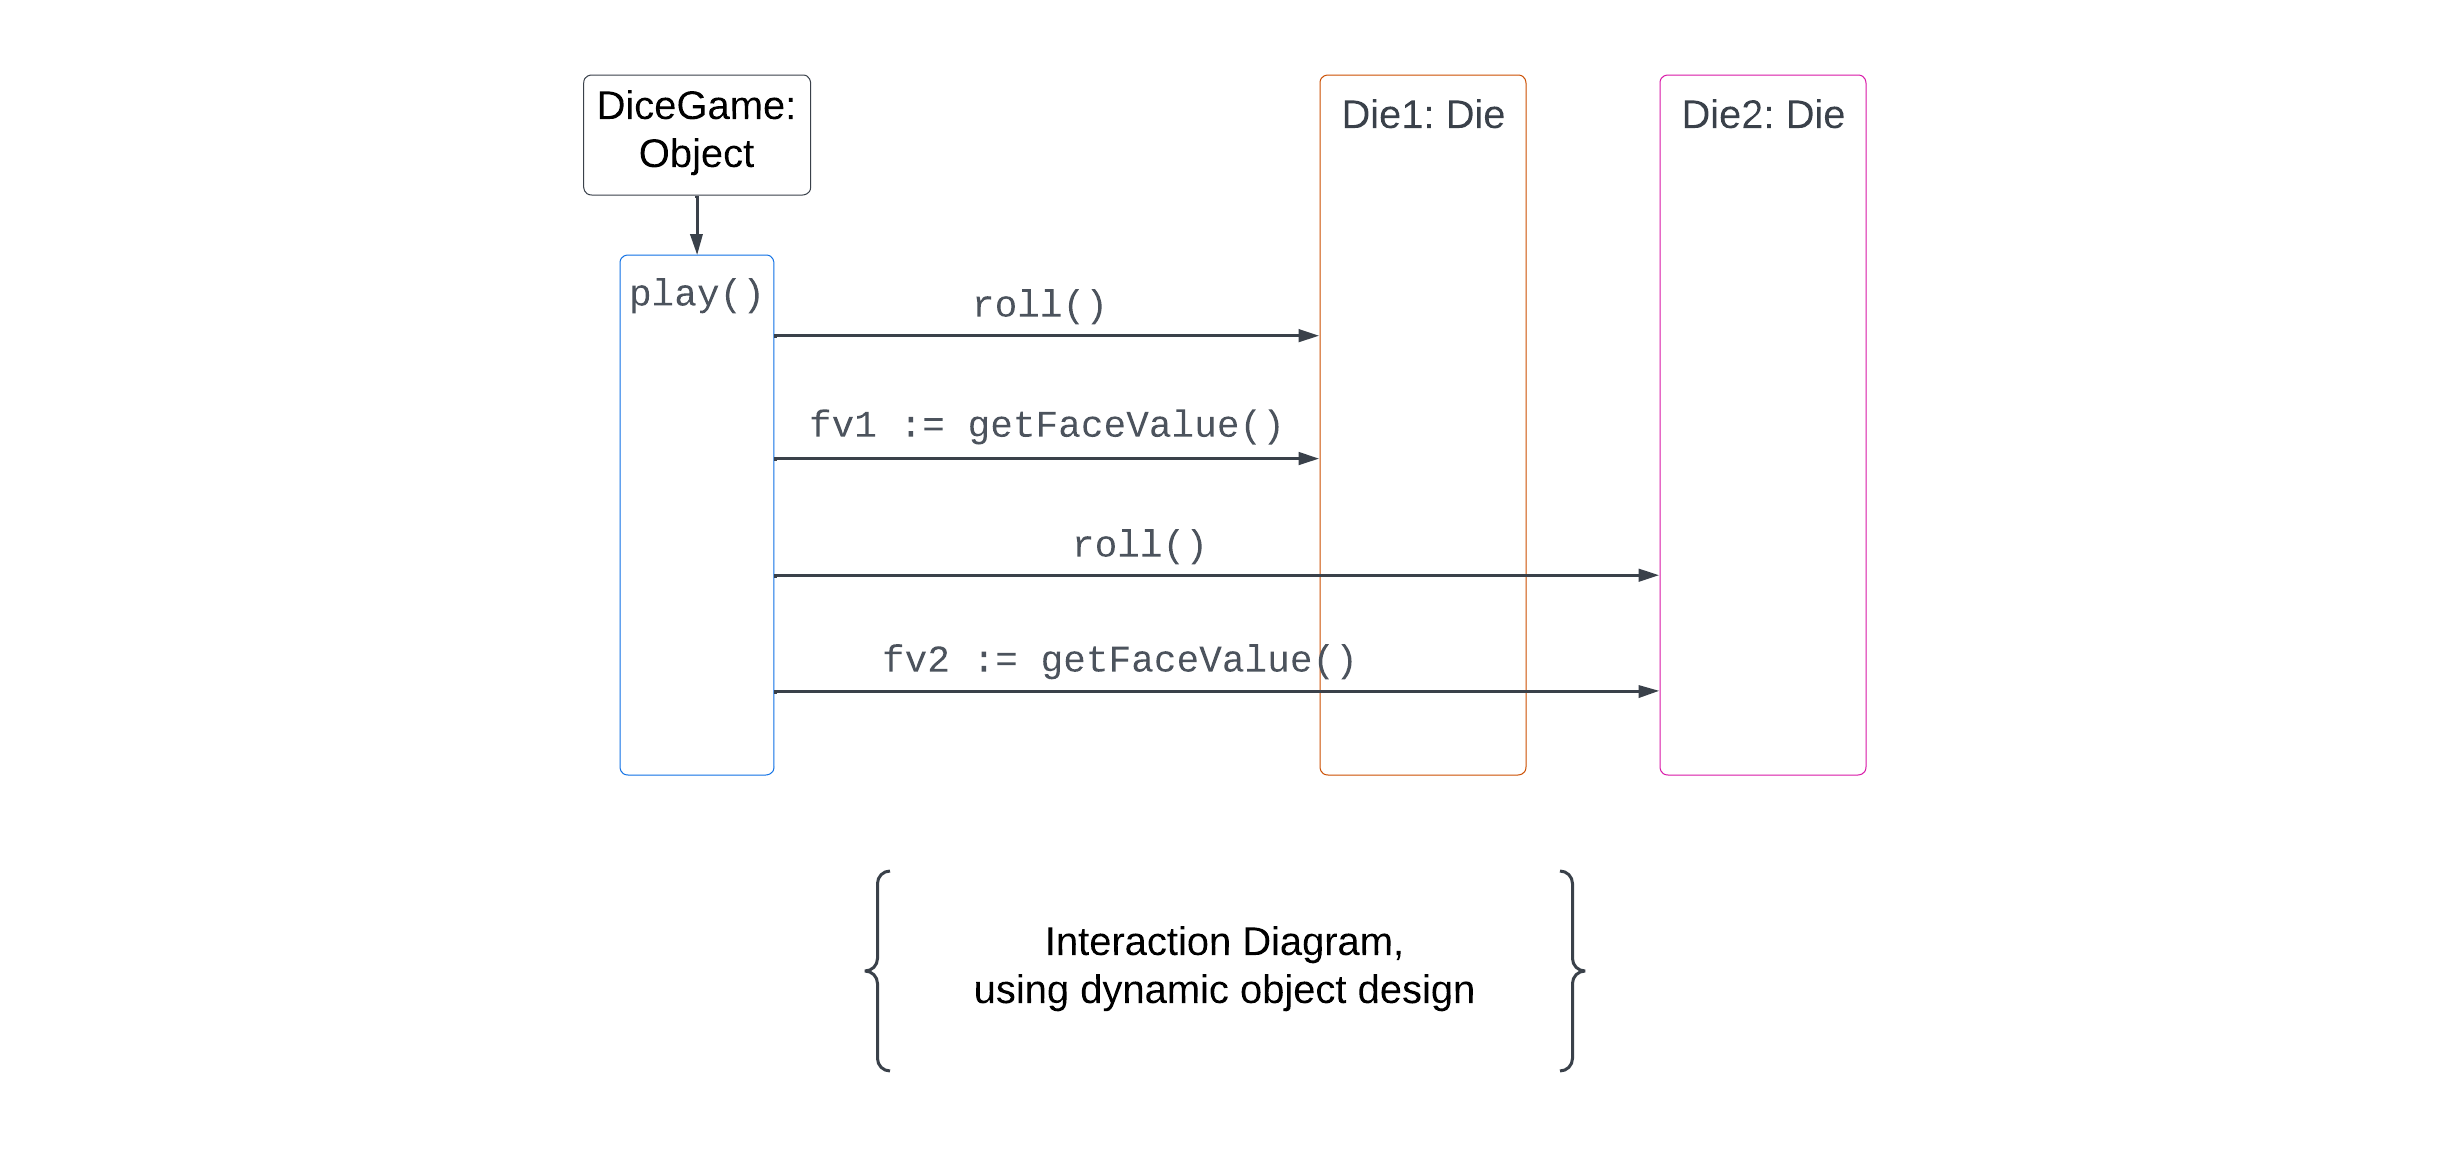 DiceGame:
Object
Die1: Die
Die2: Die
play()
roll()
fv1 := getFaceValue()
roll()
fv2 := getFaceValue()
Interaction Diagram,
using dynamic object design